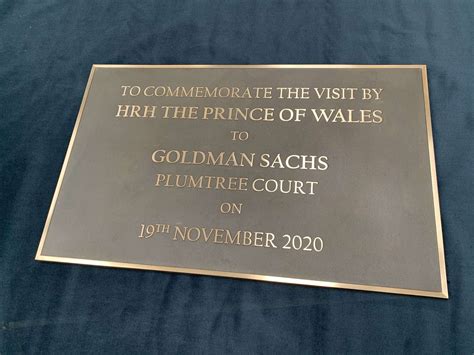 TO COMMEMORATE THE VISIT BY
HRH THE PRINCE OF WALES
TO
GOLDMAN SACHS
PLUMTREE COURT
ON
19TH NOVEMBER 2020